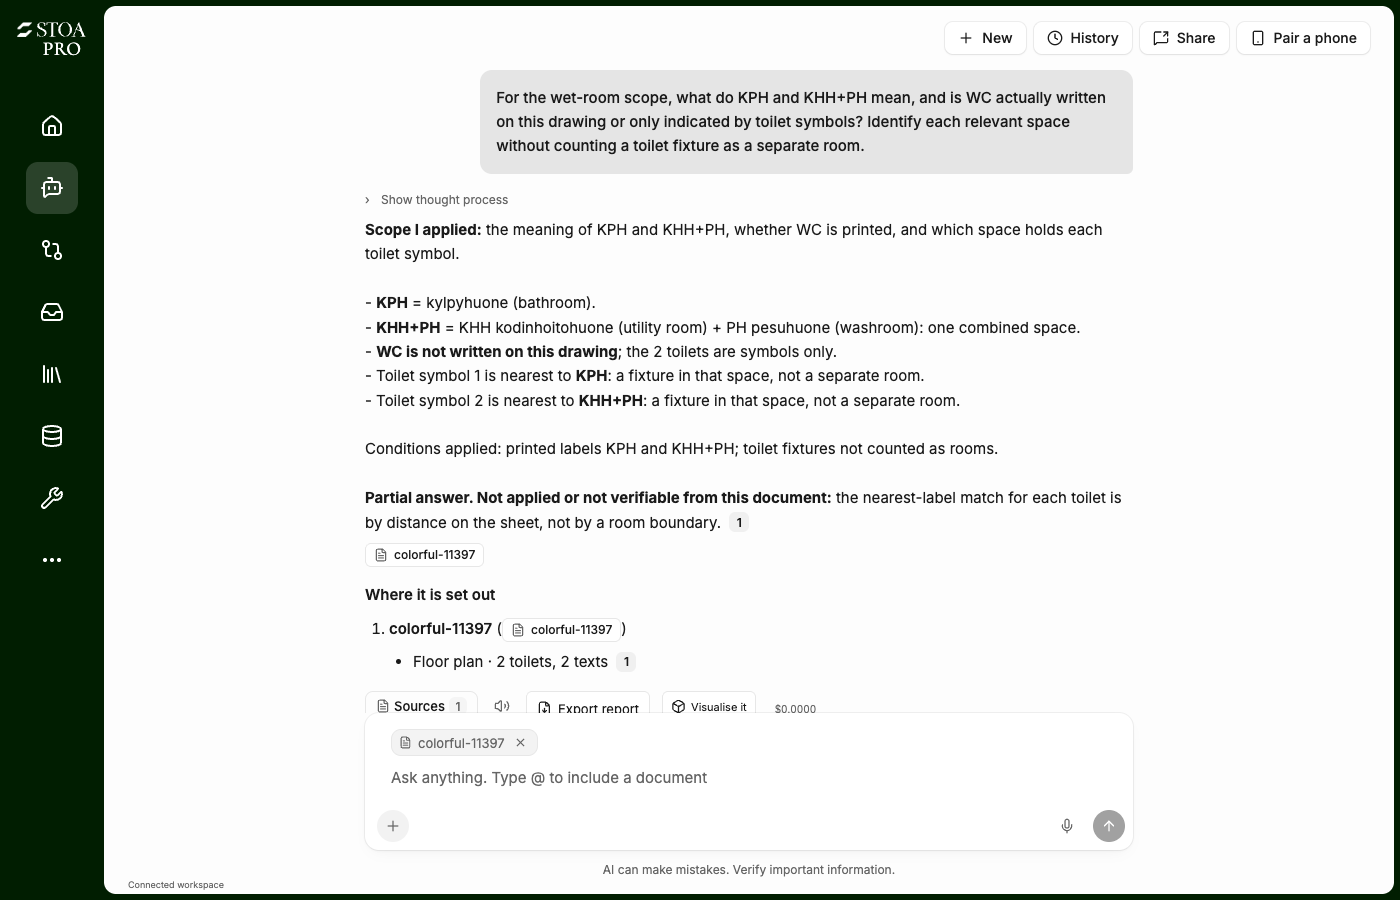 STOA
PRO
New
History
Share
Pair a phone
For the wet-room scope, what do KPH and KHH+PH mean, and is WC actually written
on this drawing or only indicated by toilet symbols? Identify each relevant space
without counting a toilet fixture as a separate room.
Show thought process
Scope I applied: the meaning of KPH and KHH+PH, whether WC is printed, and which space holds each
toilet symbol.
- KPH = kylpyhuone (bathroom).
- KHH+PH = KHH kodinhoitohuone (utility room) + PH pesuhuone (washroom): one combined space.
- WC is not written on this drawing; the 2 toilets are symbols only.
- Toilet symbol 1 is nearest to KPH: a fixture in that space, not a separate room.
- Toilet symbol 2 is nearest to KHH+PH: a fixture in that space, not a separate room.
Conditions applied: printed labels KPH and KHH+PH; toilet fixtures not counted as rooms.
Partial answer. Not applied or not verifiable from this document: the nearest-label match for each toilet is
by distance on the sheet, not by a room boundary. 1
colorful-11397
Where it is set out
1. colorful-11397 ( colorful-11397 )
• Floor plan · 2 toilets, 2 texts 1
Sources 1
Export report
Visualise it
$0.0000
colorful-11397
Ask anything. Type @ to include a document
AI can make mistakes. Verify important information.
Connected workspace